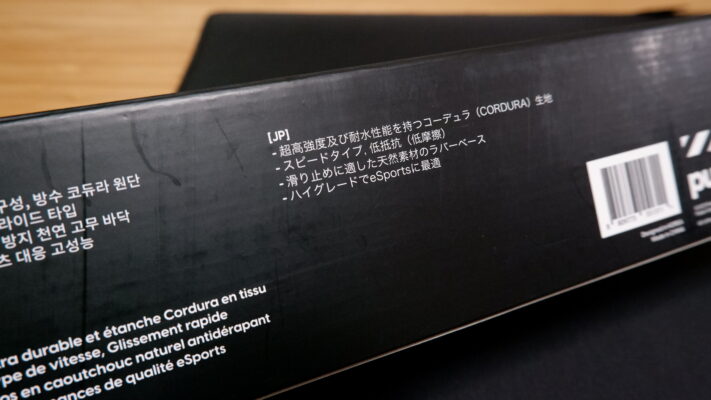 [JP]
- 超高強度及び耐水性能を持つコーデュラ（CORDURA）生地
- スピードタイプ, 低抵抗（低摩擦）
- 滑り止めに適した天然素材のラバーベース
- ハイグレードでeSportsに最適
구성, 방수 코듀라 원단
라이드 타입
방지 천연 고무 바닥
츠 대응 고성능
ra durable et étanche Cordura en tissu
ype de vitesse, Glissement rapide
os en caoutchouc naturel antidérapant
mances de qualité eSports
pu